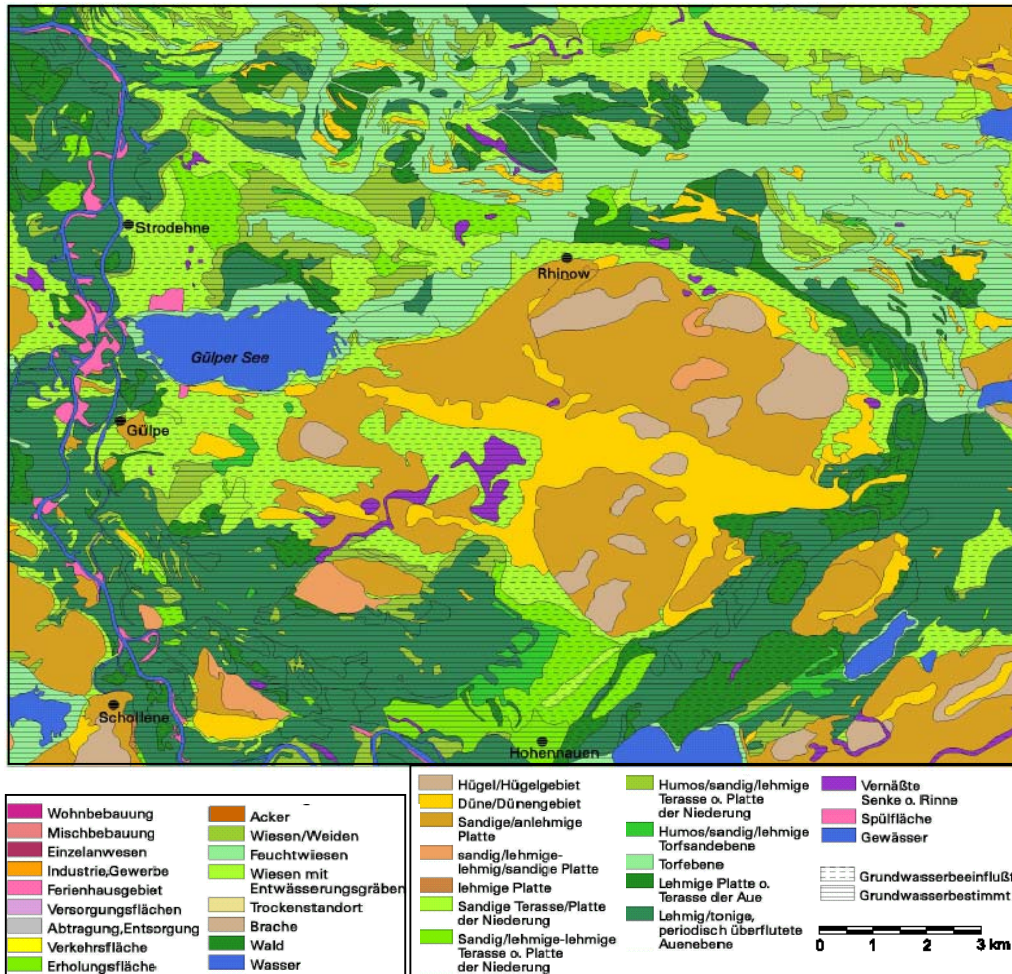 Strodehne
Rhinow
Gülper See
Gülpe
Schollene
Hohennauen
Wohnbebauung
Mischbebauung
Einzelanwesen
Industrie,Gewerbe
Ferienhausgebiet
Versorgungsflächen
Abtragung,Entsorgung
Verkehrsfläche
Erholungsfläche
Acker
Wiesen/Weiden
Feuchtwiesen
Wiesen mit
Entwässerungsgräben
Trockenstandort
Brache
Wald
Wasser
Hügel/Hügelgebiet
Düne/Dünengebiet
Sandige/anlehmige
Platte
sandig/lehmige-
lehmig/sandige Platte
lehmige Platte
Sandige Terasse/Platte
der Niederung
Sandig/lehmige-lehmige
Terasse o. Platte
der Niederung
Humos/sandig/lehmige
Terasse o. Platte
der Niederung
Humos/sandig/lehmige
Torfsandebene
Torfebene
Lehmige Platte o.
Terasse der Aue
Lehmig/tonige,
periodisch überflutete
Auenebene
Vernäßte
Senke o. Rinne
Spülfläche
Gewässer
Grundwasserbeeinflußt
Grundwasserbestimmt
0 1 2 3 km